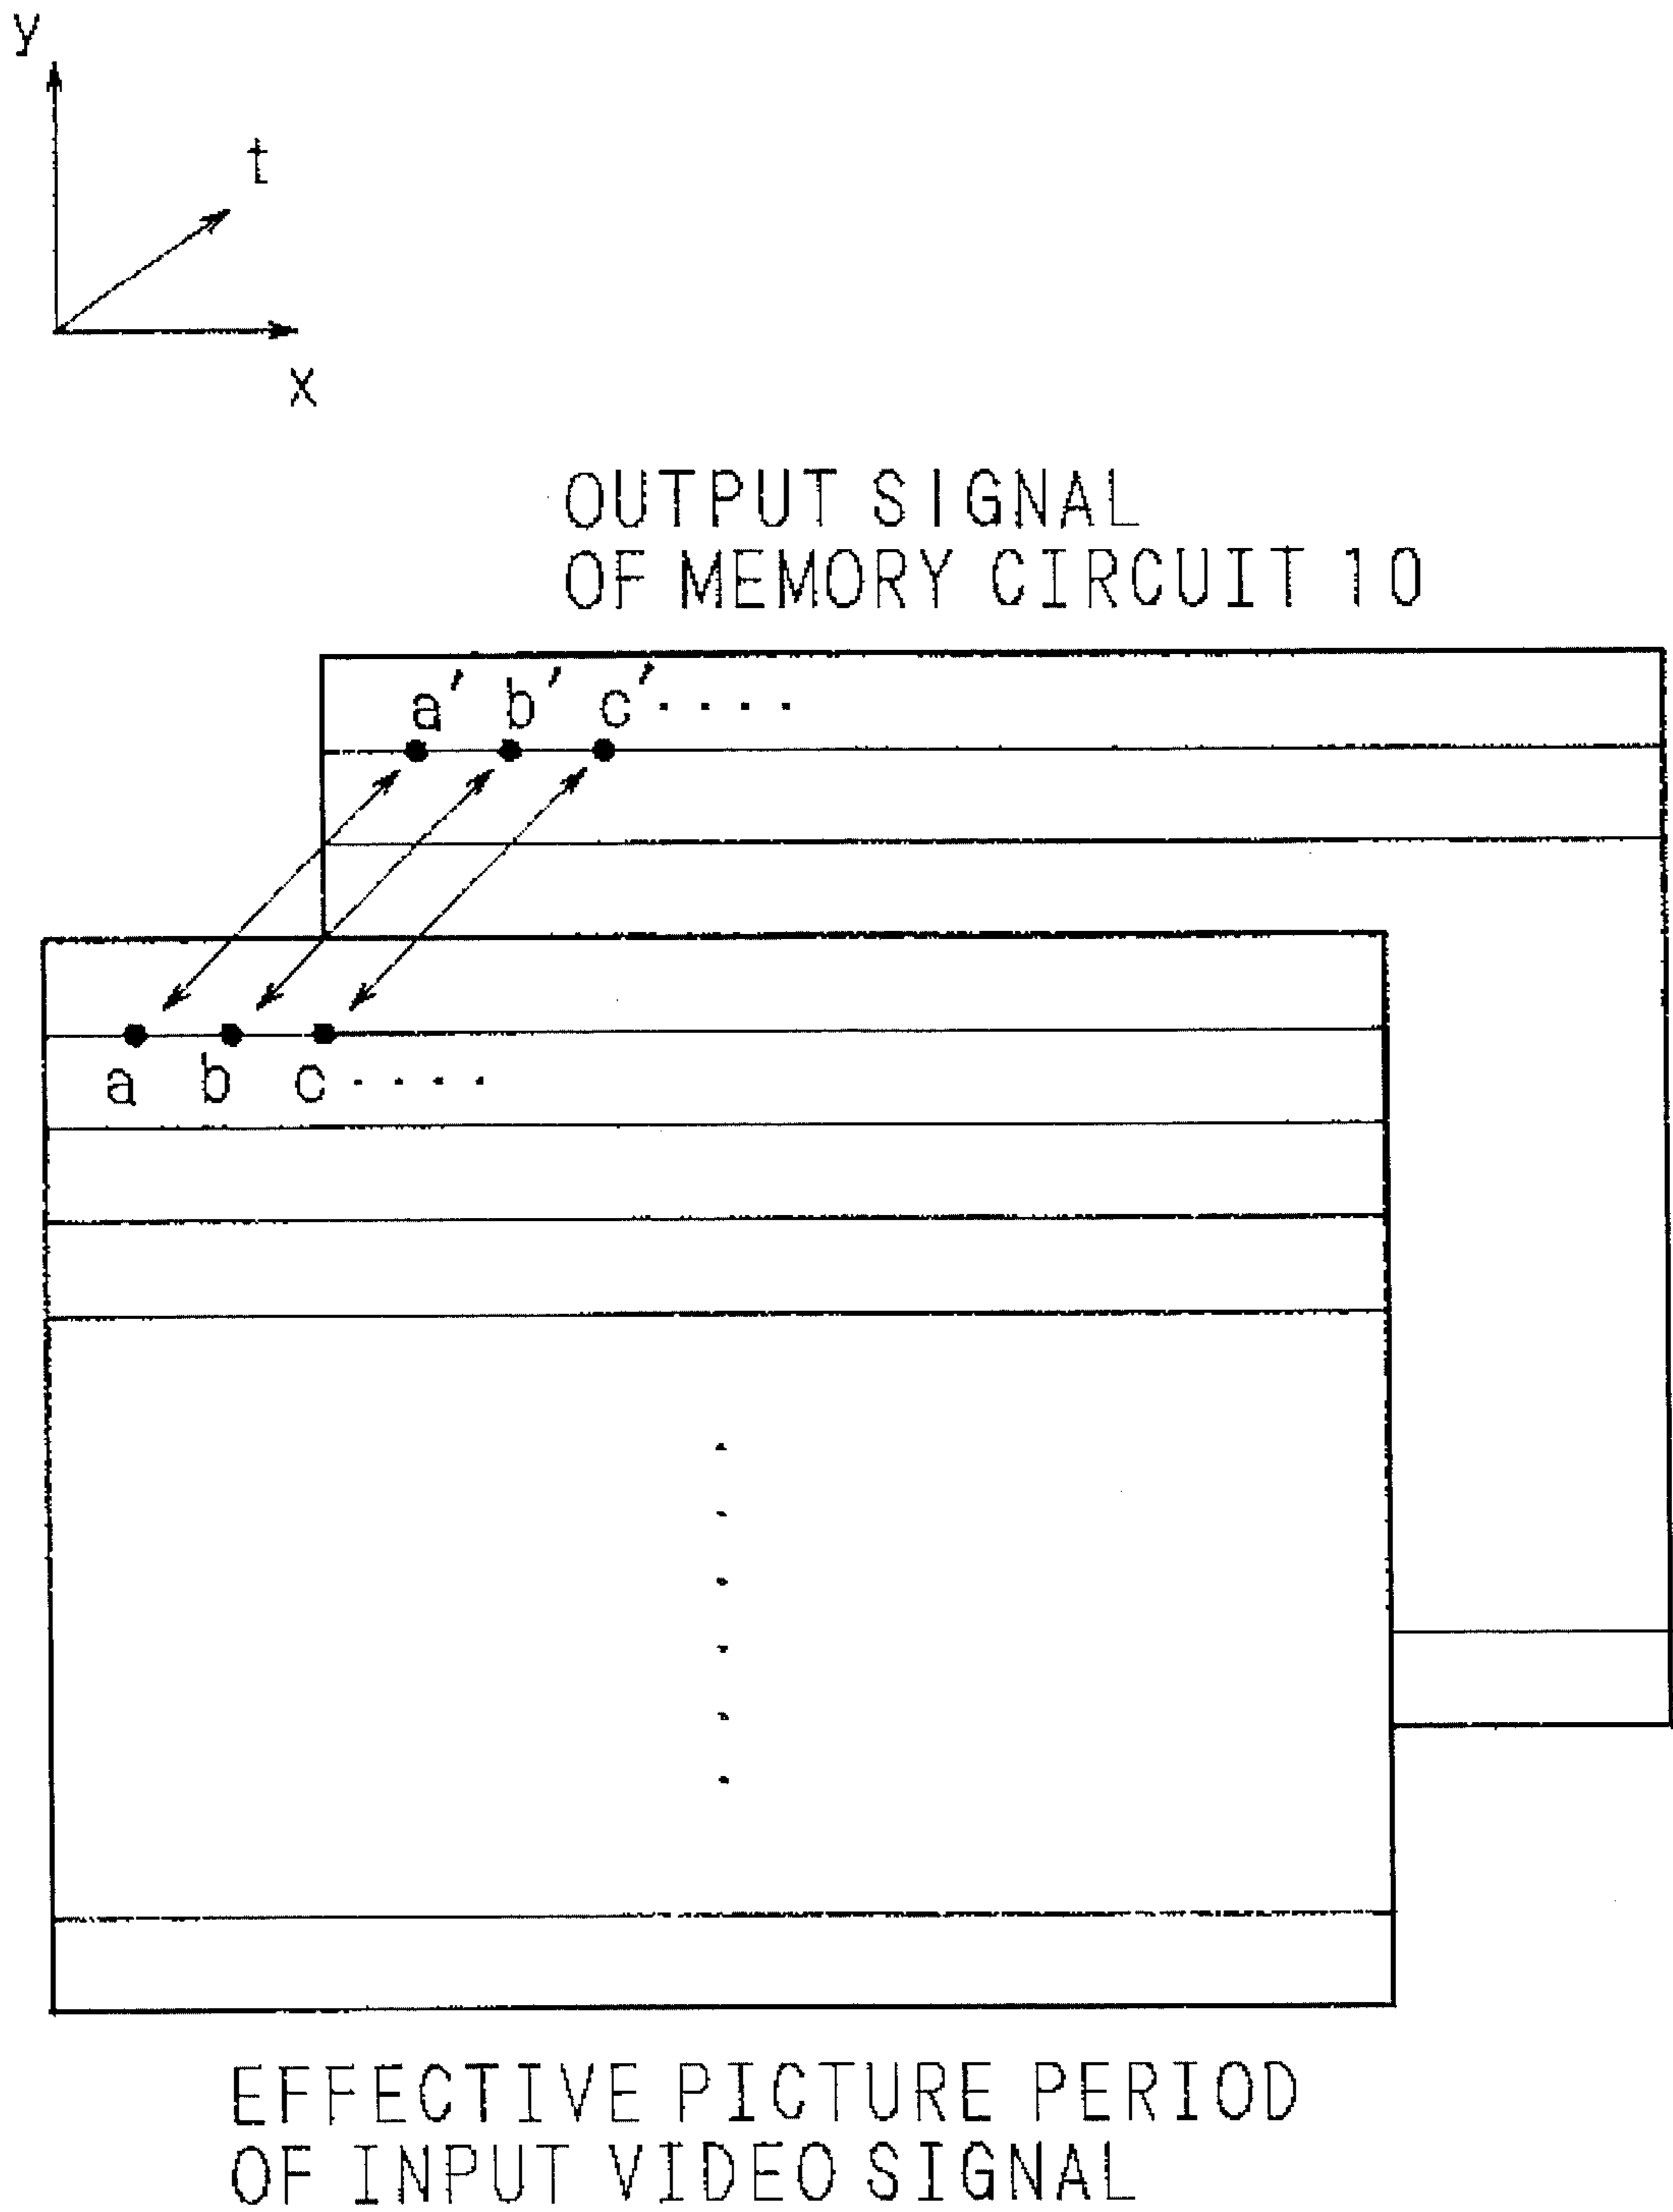 y
t
x
OUTPUT SIGNAL
OF MEMORY CIRCUIT 10
a' b' c' ····
a b c ····
EFFECTIVE PICTURE PERIOD
OF INPUT VIDEO SIGNAL